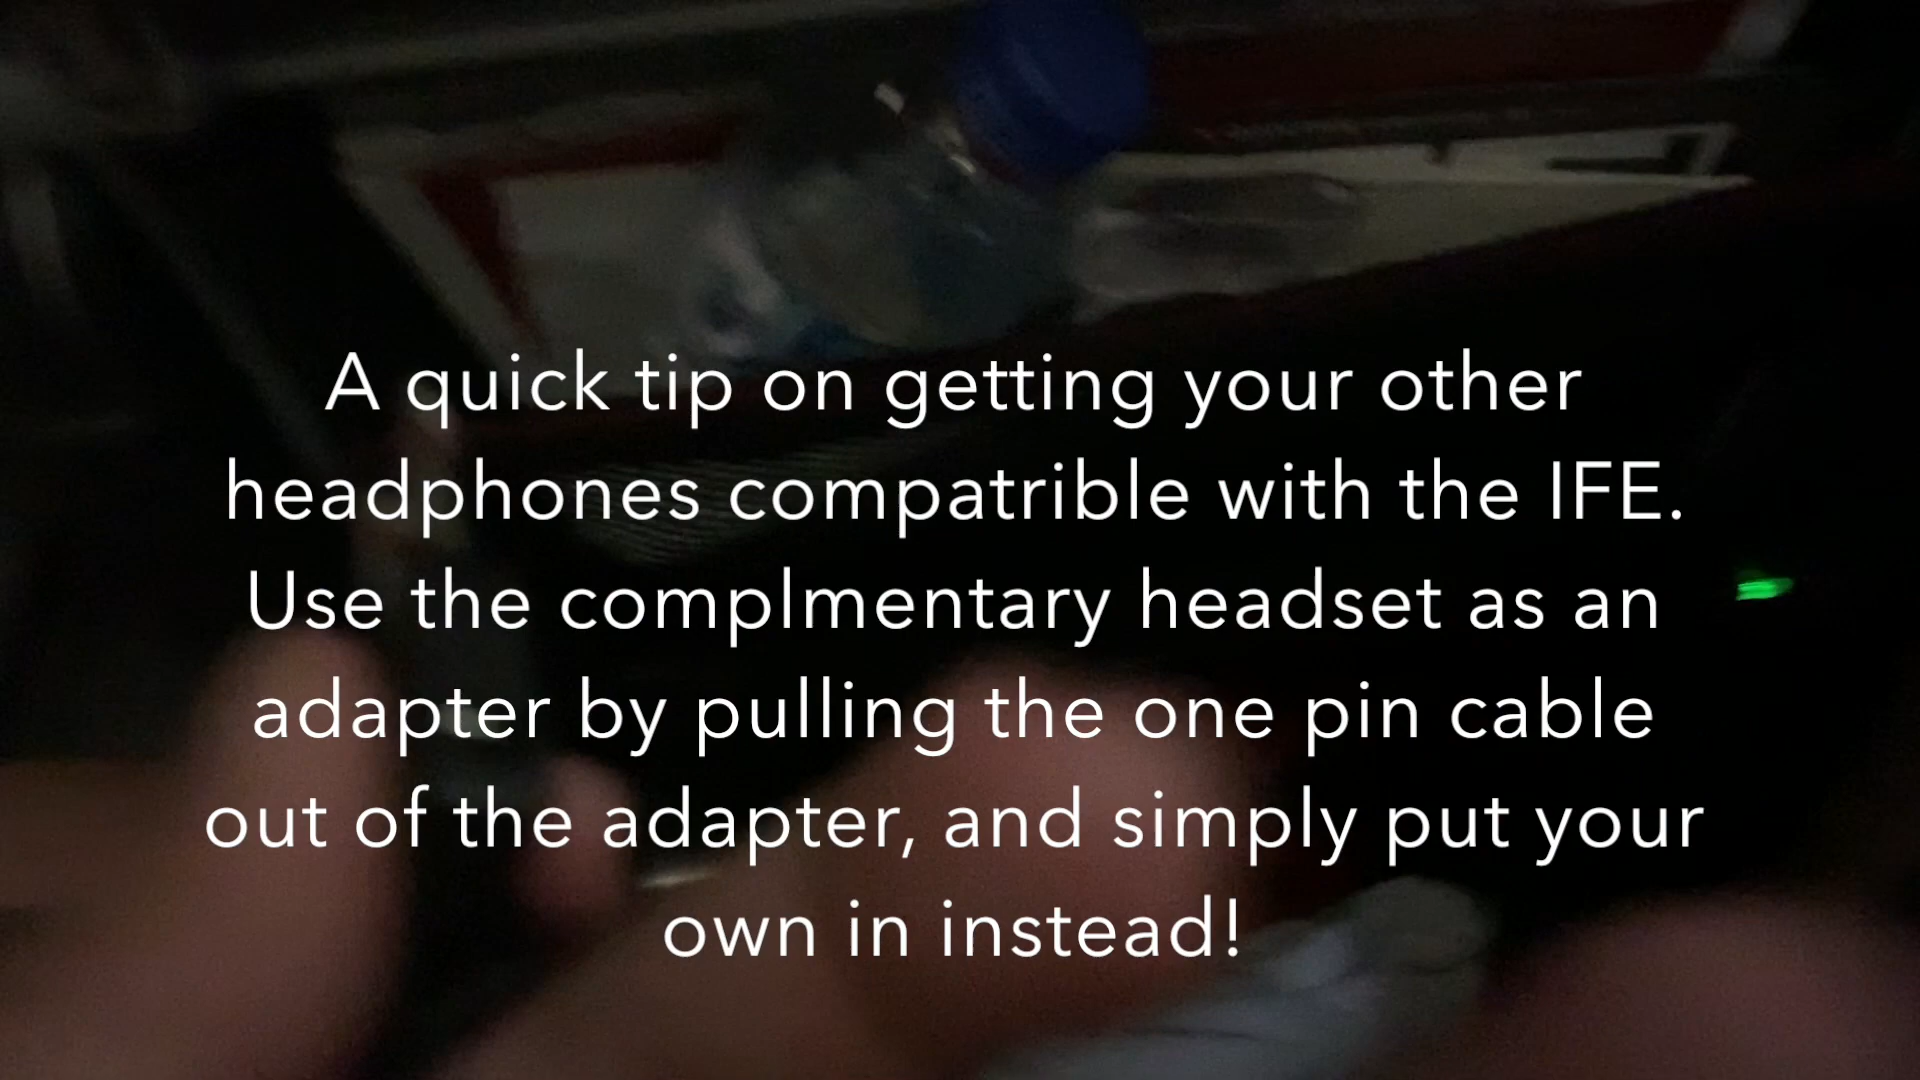 A quick tip on getting your other
headphones compatrible with the IFE.
Use the complmentary headset as an
adapter by pulling the one pin cable
out of the adapter, and simply put your
own in instead!